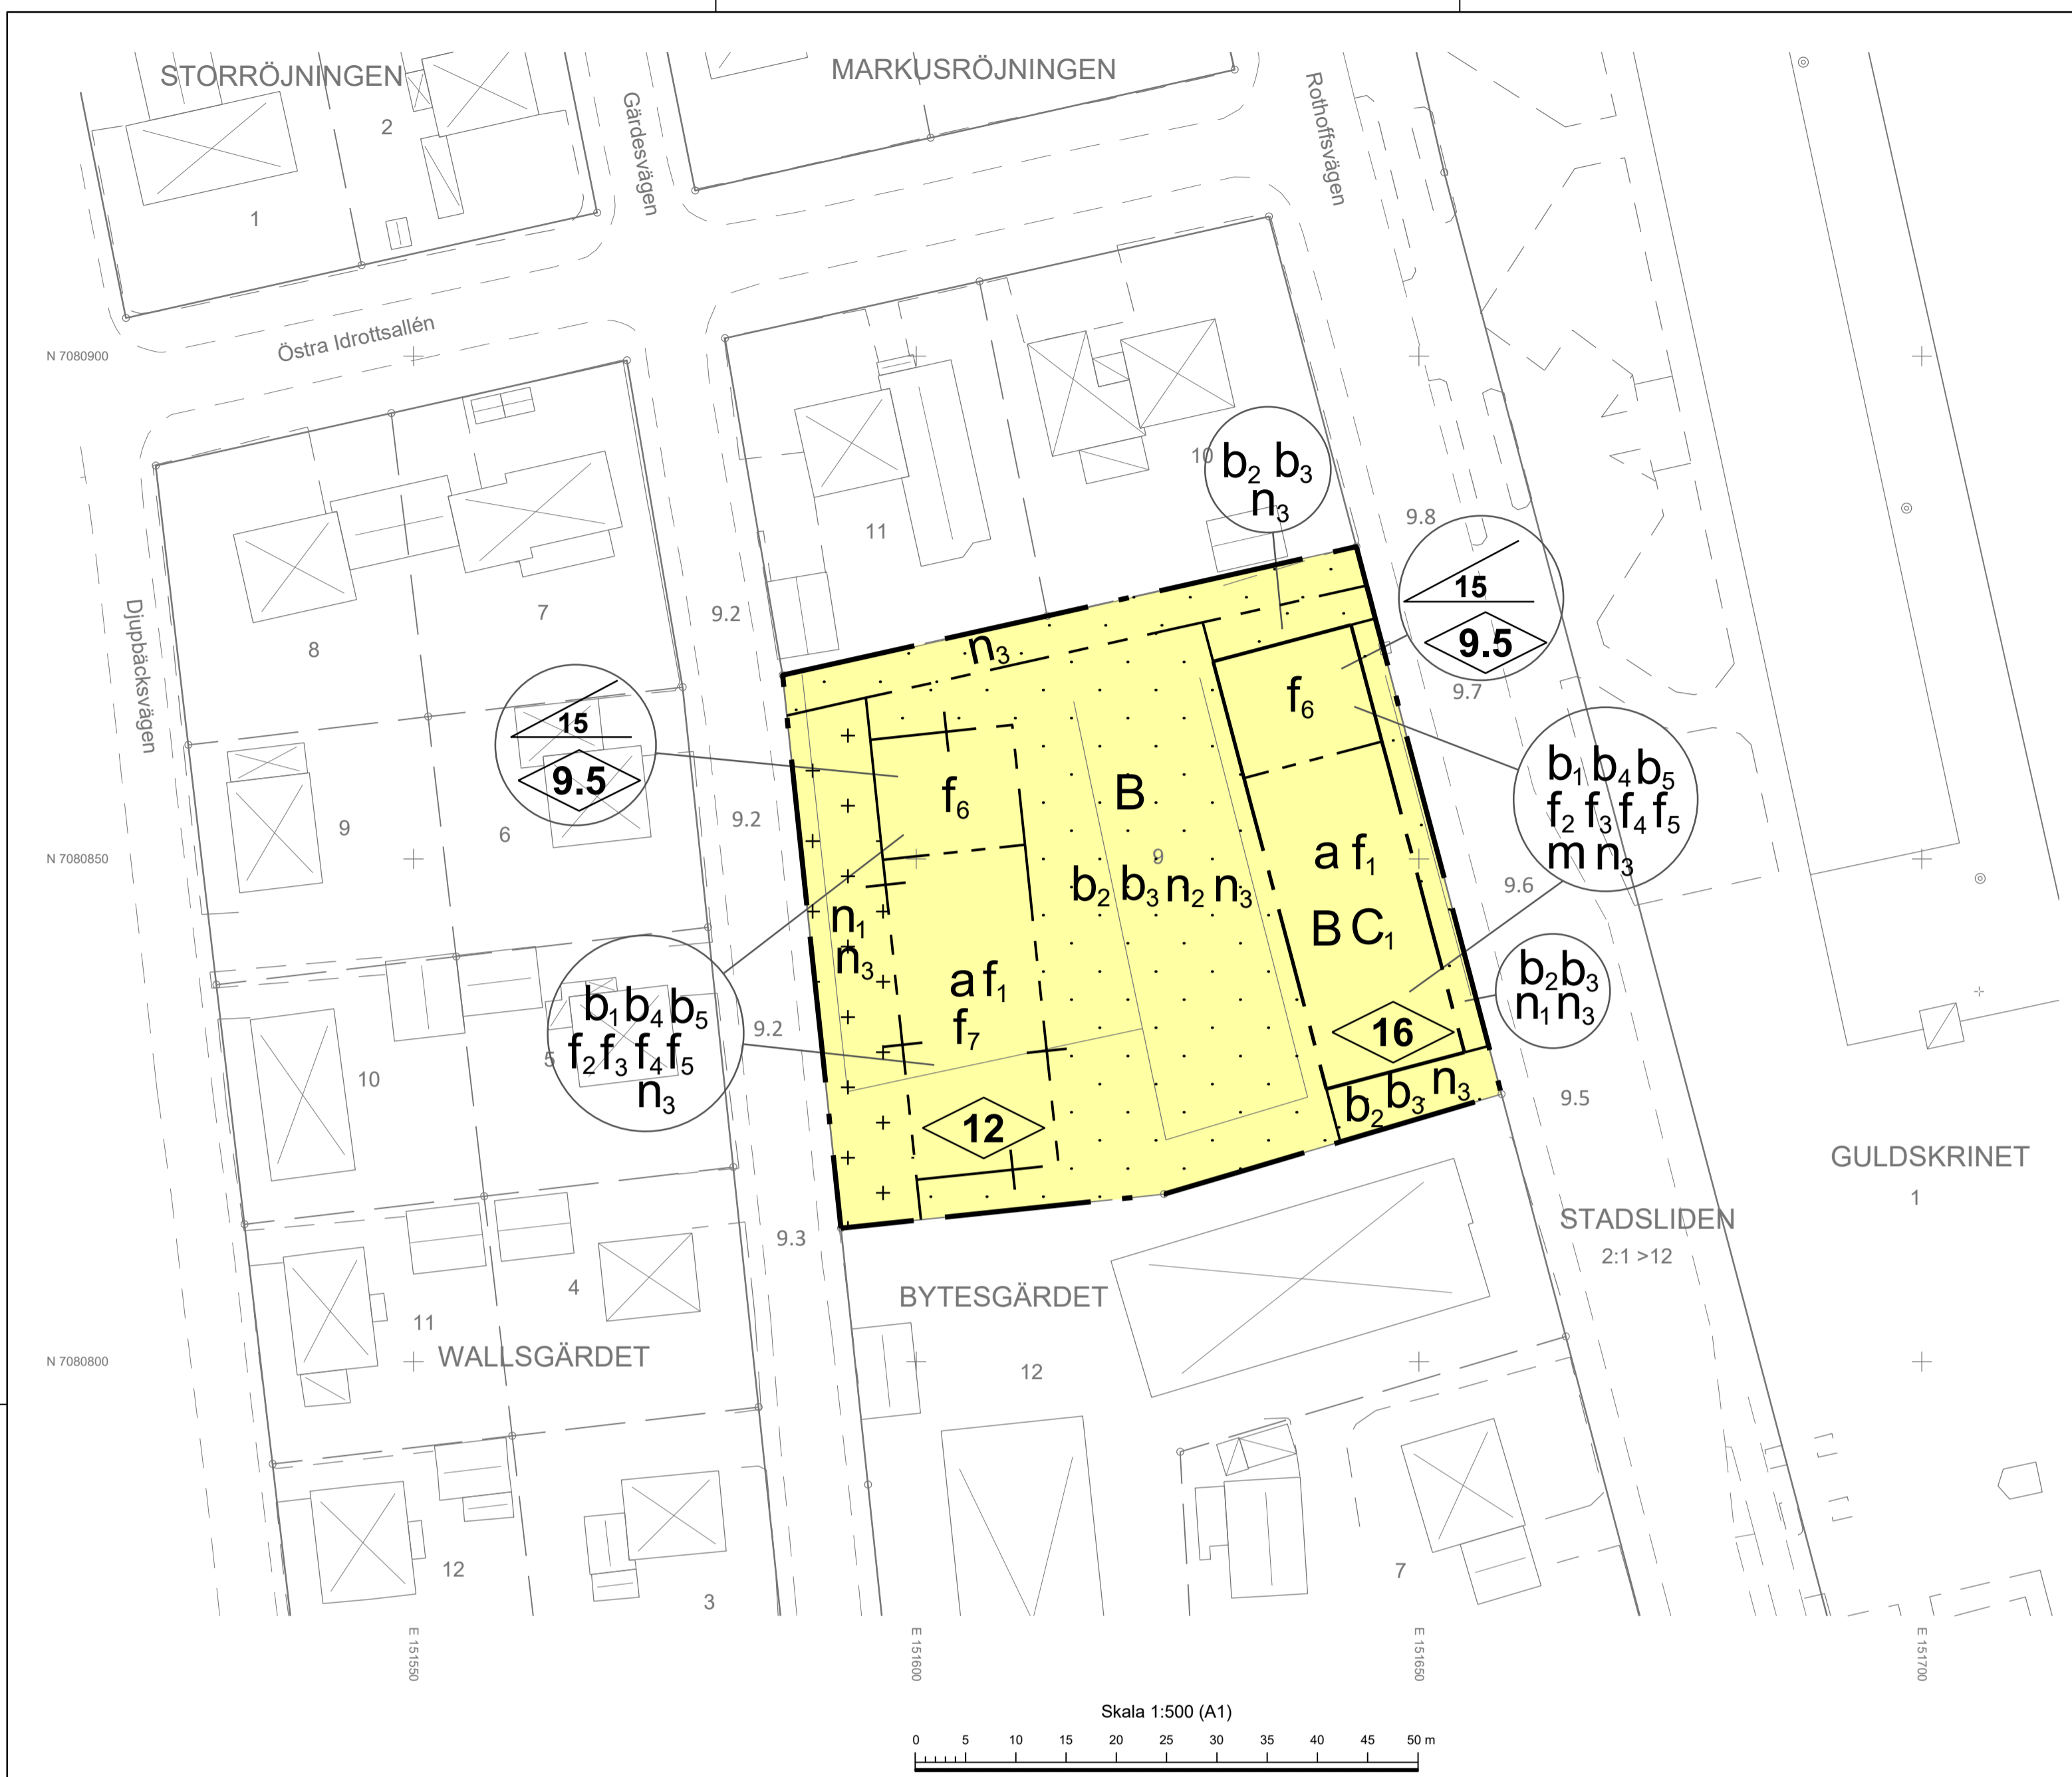 STORRÖJNINGEN
MARKUSRÖJNINGEN
2
1
Gärdesvägen
Rothoffsvägen
Östra Idrottsallén
N 7080900
10
b₂ b₃
n₃
11
9.8
15
9.5
9.7
Djupbäcksvägen
7
8
9.2
n₃
15
9.5
f₆
f₆
B
b₁ b₄ b₅
f₂ f₃ f₄ f₅
m n₃
9
6
9.2
N 7080850
9
a f₁
b₂ b₃ n₂ n₃
9.6
n₁
n₃
B C₁
a f₁
f₇
b₂ b₃
n₁ n₃
b₁ b₄ b₅
f₂ f₃ f₄ f₅
n₃
5
9.2
16
10
b₂ b₃ n₃
9.5
12
GULDSKRINET
1
STADSLIDEN
2:1 >12
9.3
BYTESGÄRDET
4
11
WALLSGÄRDET
N 7080800
12
12
3
7
E 151550
E 151600
E 151650
E 151700
Skala 1:500 (A1)
0 5 10 15 20 25 30 35 40 45 50 m